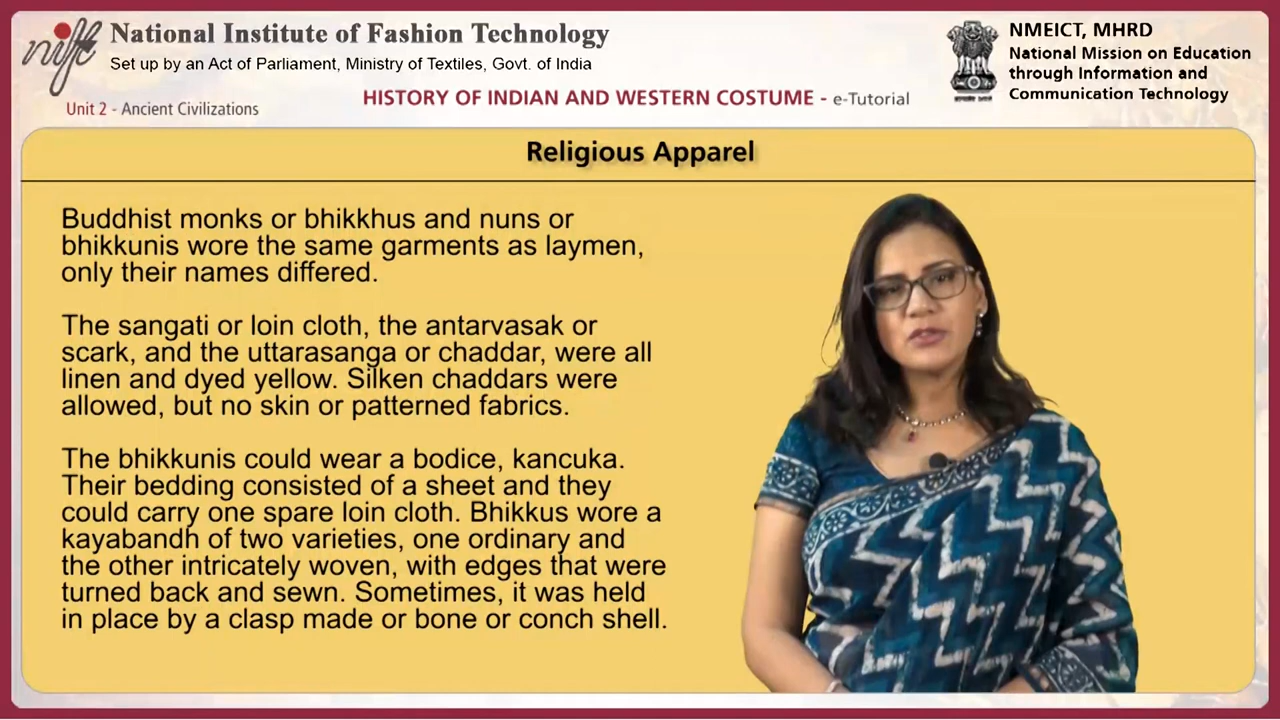 nift
National Institute of Fashion Technology
Set up by an Act of Parliament, Ministry of Textiles, Govt. of India
Unit 2 - Ancient Civilizations
HISTORY OF INDIAN AND WESTERN COSTUME - e-Tutorial
NMEICT, MHRD
National Mission on Education
through Information and
Communication Technology
Religious Apparel
Buddhist monks or bhikkhus and nuns or
bhikkunis wore the same garments as laymen,
only their names differed.
The sangati or loin cloth, the antarvasak or
scark, and the uttarasanga or chaddar, were all
linen and dyed yellow. Silken chaddars were
allowed, but no skin or patterned fabrics.
The bhikkunis could wear a bodice, kancuka.
Their bedding consisted of a sheet and they
could carry one spare loin cloth. Bhikkus wore a
kayabandh of two varieties, one ordinary and
the other intricately woven, with edges that were
turned back and sewn. Sometimes, it was held
in place by a clasp made or bone or conch shell.